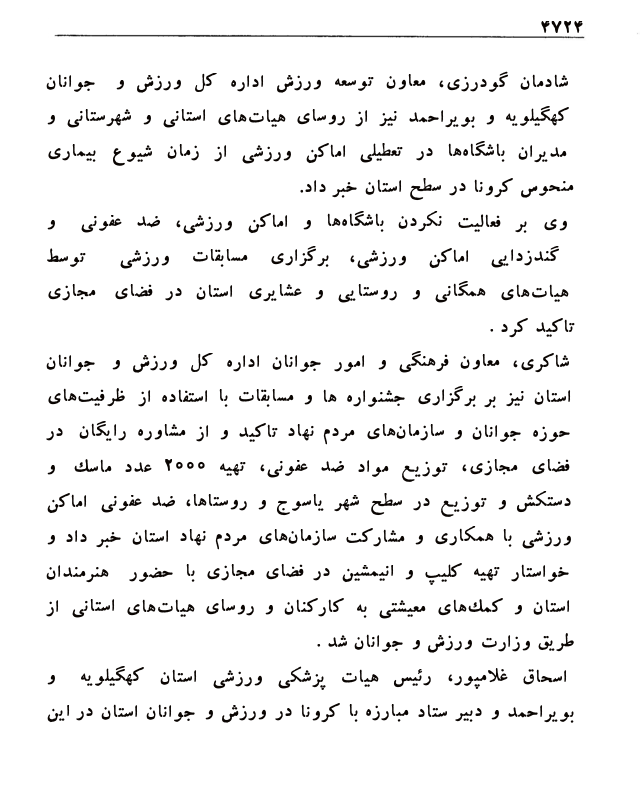 ۴۷۲۴
شادمان گودرزی، معاون توسعه ورزش اداره کل ورزش و جوانان
کهگیلویه و بویراحمد نیز از روسای هیات‌های استانی و شهرستانی و
مدیران باشگاه‌ها در تعطیلی اماکن ورزشی از زمان شیوع بیماری
منحوس کرونا در سطح استان خبر داد.
وی بر فعالیت نکردن باشگاه‌ها و اماکن ورزشی، ضد عفونی و
گندزدایی اماکن ورزشی، برگزاری مسابقات ورزشی توسط
هیات‌های همگانی و روستایی و عشایری استان در فضای مجازی
تاکید کرد .
شاکری، معاون فرهنگی و امور جوانان اداره کل ورزش و جوانان
استان نیز بر برگزاری جشنواره ها و مسابقات با استفاده از ظرفیت‌های
حوزه جوانان و سازمان‌های مردم نهاد تاکید و از مشاوره رایگان در
فضای مجازی، توزیع مواد ضد عفونی، تهیه ۲۰۰۰ عدد ماسک و
دستکش و توزیع در سطح شهر یاسوج و روستاها، ضد عفونی اماکن
ورزشی با همکاری و مشارکت سازمان‌های مردم نهاد استان خبر داد و
خواستار تهیه کلیپ و انیمشین در فضای مجازی با حضور هنرمندان
استان و کمک‌های معیشتی به کارکنان و روسای هیات‌های استانی از
طریق وزارت ورزش و جوانان شد .
اسحاق غلامپور، رئیس هیات پزشکی ورزشی استان کهگیلویه و
بویراحمد و دبیر ستاد مبارزه با کرونا در ورزش و جوانان استان در این